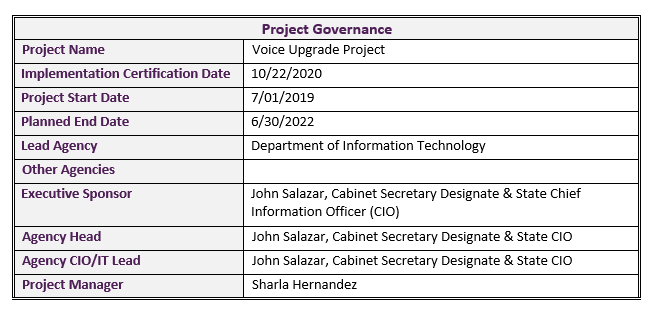 Project Governance
Project Name Voice Upgrade Project
Implementation Certification Date 10/22/2020
Project Start Date 7/01/2019
Planned End Date 6/30/2022
Lead Agency Department of Information Technology
Other Agencies
Executive Sponsor John Salazar, Cabinet Secretary Designate & State Chief
Information Officer (CIO)
Agency Head John Salazar, Cabinet Secretary Designate & State CIO
Agency CIO/IT Lead John Salazar, Cabinet Secretary Designate & State CIO
Project Manager Sharla Hernandez